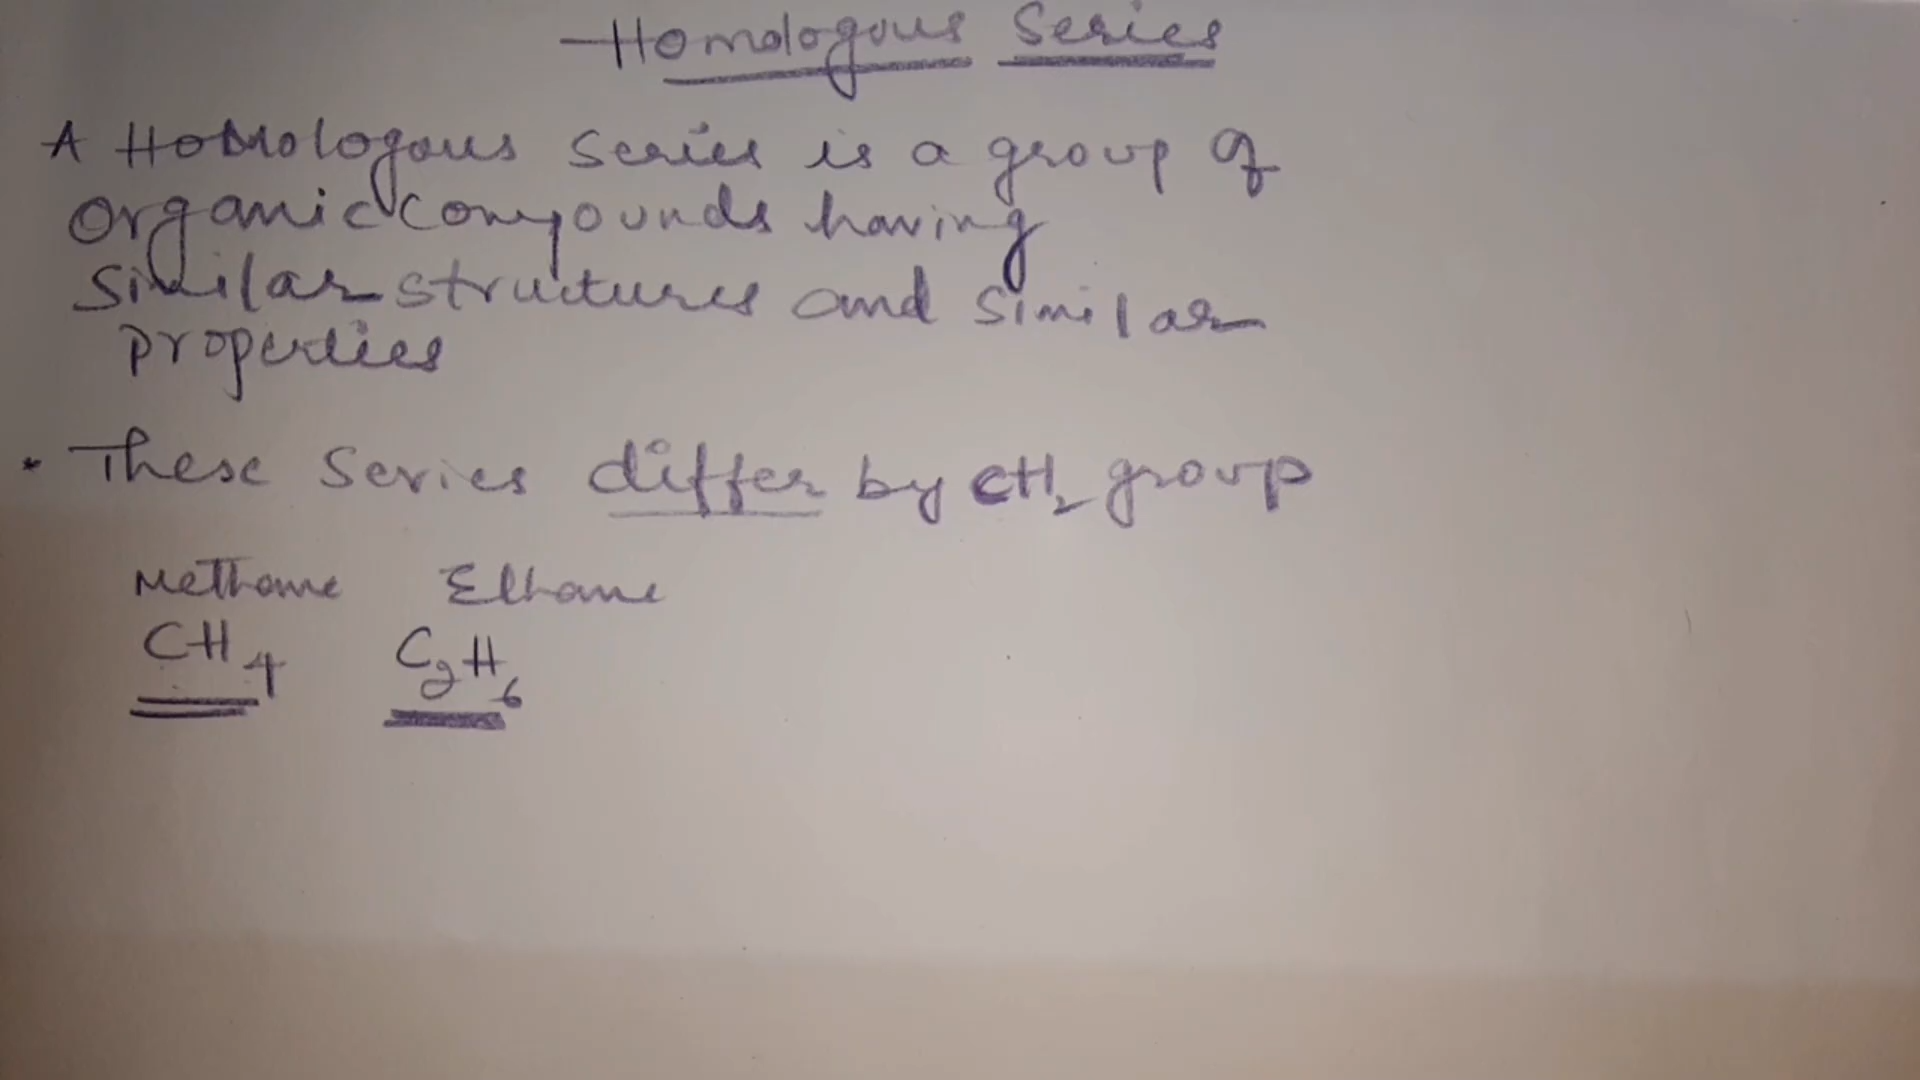 Homologous Series
A Homologous series is a group of
organic compounds having
Similar structures and similar
properties
• These Series differ by CH₂ group
Methane Ethane
CH₄ C₂H₆